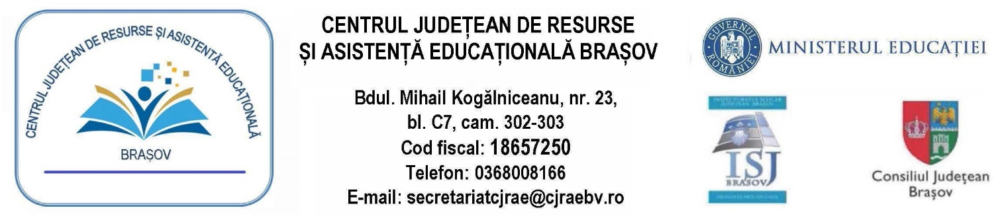 CENTRUL JUDEȚEAN DE RESURSE ȘI ASISTENȚĂ EDUCAȚIONALĂ
BRAȘOV
CENTRUL JUDEȚEAN DE RESURSE
ȘI ASISTENȚĂ EDUCAȚIONALĂ BRAȘOV
Bdul. Mihail Kogălniceanu, nr. 23,
bl. C7, cam. 302-303
Cod fiscal: 18657250
Telefon: 0368008166
E-mail: secretariatcjrae@cjraebv.ro
GUVERNUL ROMÂNIEI
MINISTERUL EDUCAȚIEI
INSPECTORATUL ȘCOLAR
JUDEȚEAN BRAȘOV
ISJ
BRASOV
Consiliul Județean
Brașov